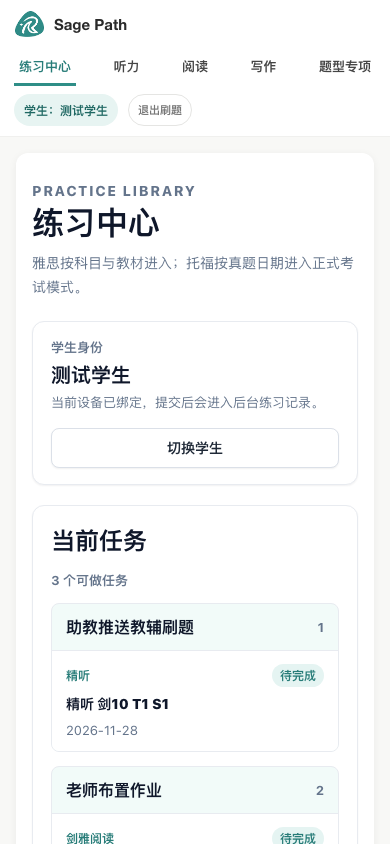 Sage Path
练习中心
听力
阅读
写作
题型专项
学生：测试学生
退出刷题
PRACTICE LIBRARY
练习中心
雅思按科目与教材进入；托福按真题日期进入正式考
试模式。
学生身份
测试学生
当前设备已绑定，提交后会进入后台练习记录。
切换学生
当前任务
3 个可做任务
助教推送教辅刷题
1
精听
待完成
精听 剑10 T1 S1
2026-11-28
老师布置作业
2
剑雅阅读
待完成